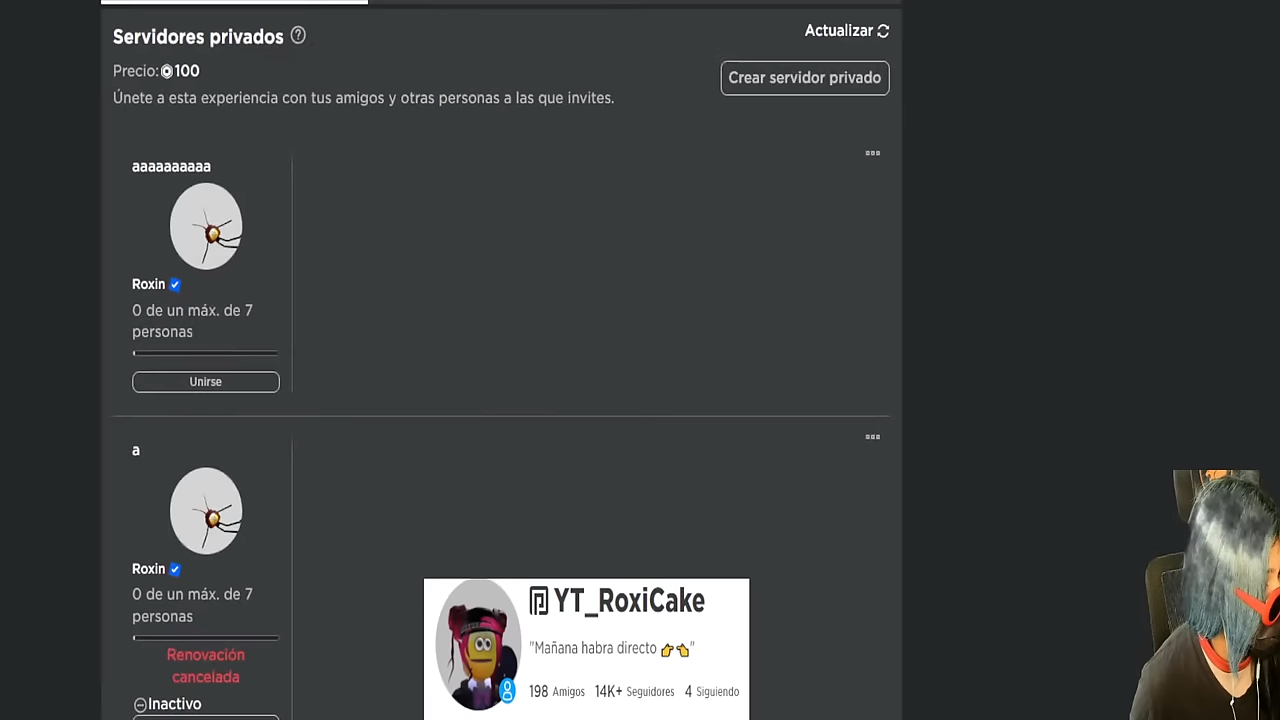 Servidores privados
Actualizar
Precio: 100
Crear servidor privado
Únete a esta experiencia con tus amigos y otras personas a las que invites.
aaaaaaaaaa
Roxin
0 de un máx. de 7
personas
Unirse
a
Roxin
0 de un máx. de 7
personas
Renovación
cancelada
Inactivo
YT_RoxiCake
"Mañana habra directo 👉👈"
198 Amigos 14K+ Seguidores 4 Siguiendo